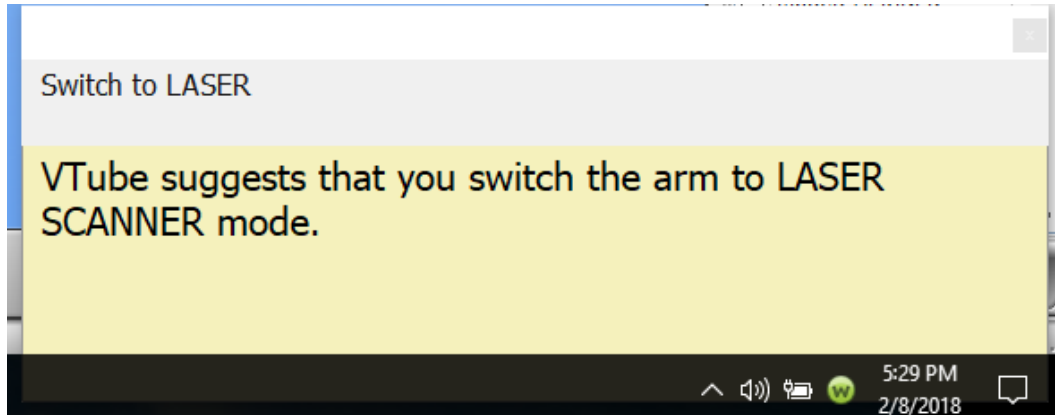 Switch to LASER
VTube suggests that you switch the arm to LASER
SCANNER mode.
5:29 PM
2/8/2018